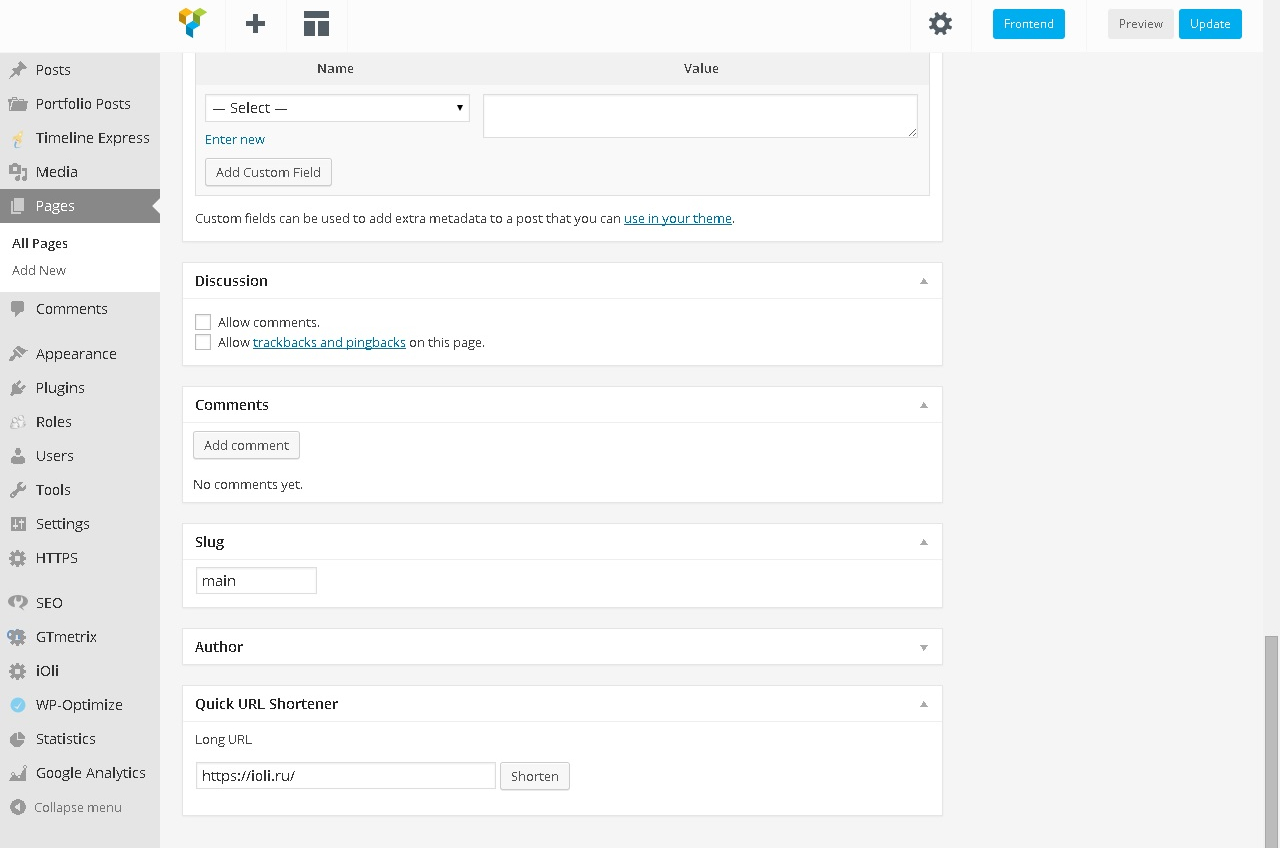 Frontend
Preview
Update
Posts
Portfolio Posts
Timeline Express
Media
Pages
All Pages
Add New
Comments
Appearance
Plugins
Roles
Users
Tools
Settings
HTTPS
SEO
GTmetrix
iOli
WP-Optimize
Statistics
Google Analytics
Collapse menu
Name Value
— Select —
Enter new
Add Custom Field
Custom fields can be used to add extra metadata to a post that you can use in your theme.
Discussion
Allow comments.
Allow trackbacks and pingbacks on this page.
Comments
Add comment
No comments yet.
Slug
main
Author
Quick URL Shortener
Long URL
https://ioli.ru/ Shorten